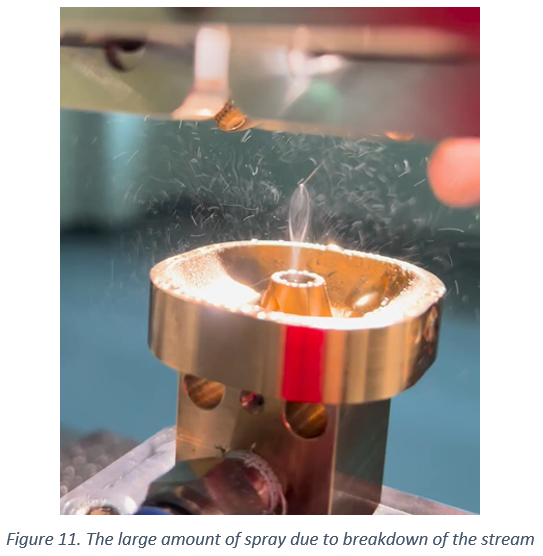 Figure 11. The large amount of spray due to breakdown of the stream